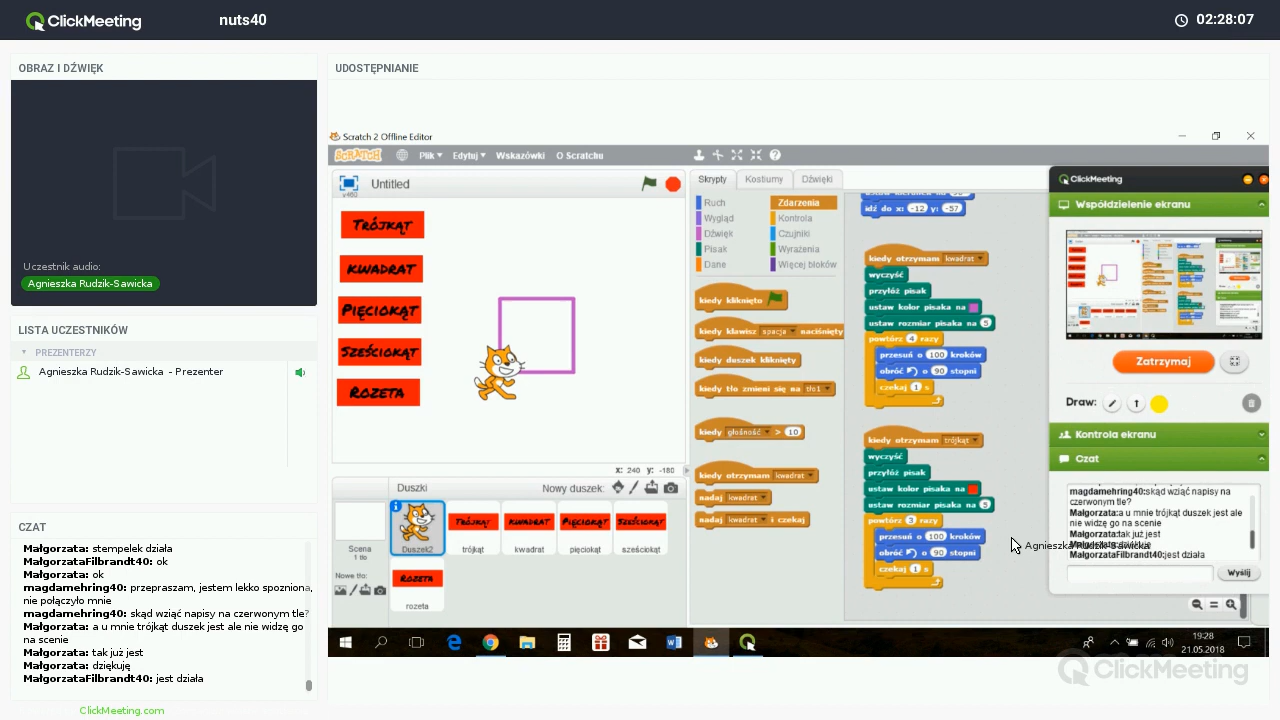 ClickMeeting
nuts40
02:28:07
OBRAZ I DŹWIĘK
Uczestnik audio:
Agnieszka Rudzik-Sawicka
LISTA UCZESTNIKÓW
PREZENTERZY
Agnieszka Rudzik-Sawicka - Prezenter
CZAT
Małgorzata: stempelek działa
MałgorzataFilbrandt40: ok
Małgorzata: ok
magdamehring40: przepraszam, jestem lekko spozniona,
nie połączyło mnie
magdamehring40: skąd wziąć napisy na czerwonym tle?
Małgorzata: a u mnie trójkąt duszek jest ale nie widzę go
na scenie
Małgorzata: tak już jest
Małgorzata: dziękuję
MałgorzataFilbrandt40: jest działa
ClickMeeting.com
UDOSTĘPNIANIE
Scratch 2 Offline Editor
SCRATCH
Plik
Edytuj
Wskazówki
O Scratchu
Untitled
v460
TRÓJKĄT
KWADRAT
PIĘCIOKĄT
SZEŚCIOKĄT
ROZETA
x: 240 y: -180
Duszki
Nowy duszek:
Scena
1 tło
Nowe tło:
Duszek2
TRÓJKĄT
trójkąt
KWADRAT
kwadrat
PIĘCIOKĄT
pięciokąt
SZEŚCIOKĄT
sześciokąt
ROZETA
rozeta
Skrypty
Kostiumy
Dźwięki
Ruch
Wygląd
Dźwięk
Pisak
Dane
Zdarzenia
Kontrola
Czujniki
Wyrażenia
Więcej bloków
kiedy kliknięto
kiedy klawisz spacja naciśnięty
kiedy duszek kliknięty
kiedy tło zmieni się na tło1
kiedy głośność > 10
kiedy otrzymam kwadrat
nadaj kwadrat
nadaj kwadrat i czekaj
idź do x: -12 y: -57
kiedy otrzymam kwadrat
wyczyść
przyłóż pisak
ustaw kolor pisaka na
ustaw rozmiar pisaka na 5
powtórz 4 razy
przesuń o 100 kroków
obróć 90 stopni
czekaj 1 s
kiedy otrzymam trójkąt
wyczyść
przyłóż pisak
ustaw kolor pisaka na
ustaw rozmiar pisaka na 5
powtórz 3 razy
przesuń o 100 kroków
obróć 90 stopni
czekaj 1 s
ClickMeeting
Współdzielenie ekranu
Zatrzymaj
Draw:
Kontrola ekranu
Czat
magdamehring40:skąd wziąć napisy na
czerwonym tle?
Małgorzata:a u mnie trójkąt duszek jest ale
nie widzę go na scenie
Małgorzata:tak już jest
Małgorzata:dziękuję
Agnieszka Rudzik-Sawicka
MałgorzataFilbrandt40:jest działa
Wyślij
19:28
21.05.2018
ClickMeeting